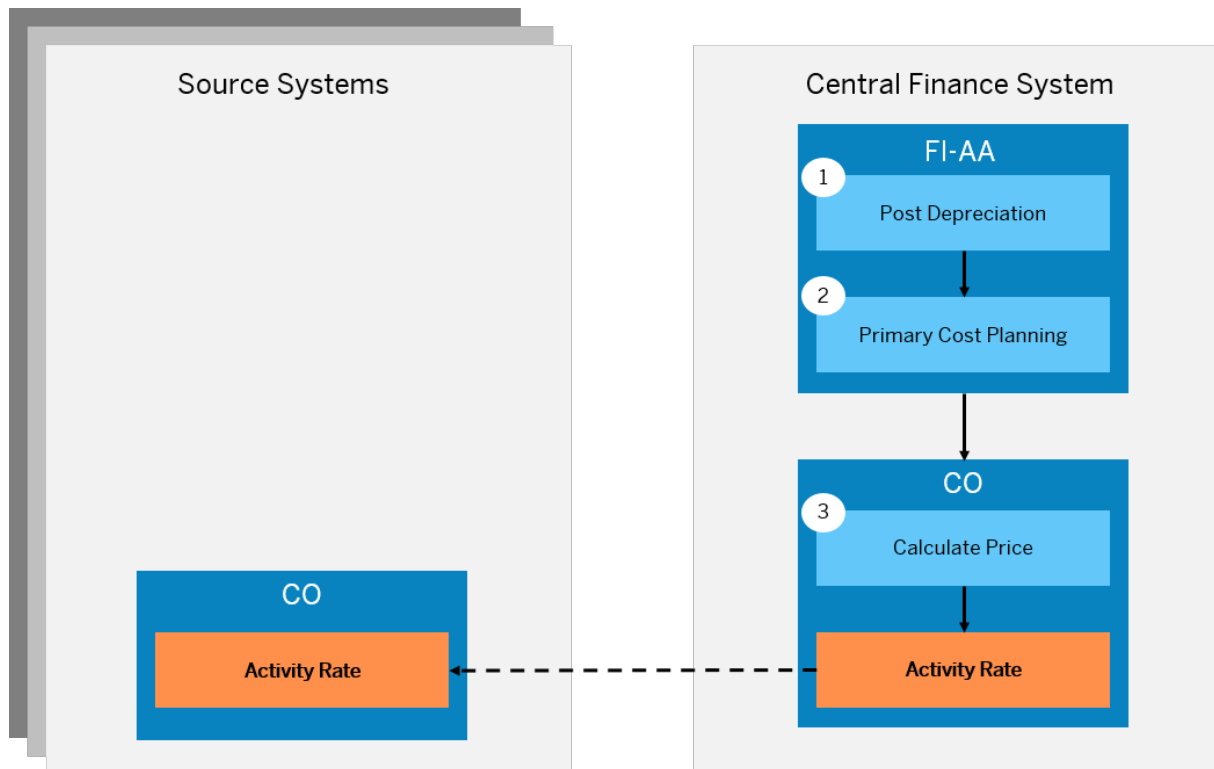 Source Systems
CO
Activity Rate
Central Finance System
FI-AA
1
Post Depreciation
2
Primary Cost Planning
CO
3
Calculate Price
Activity Rate